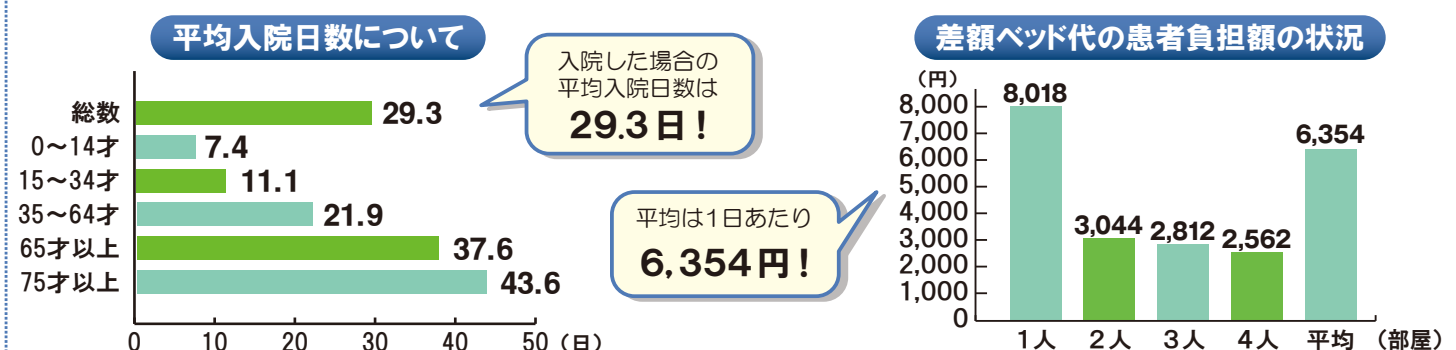 平均入院日数について
総数 29.3
0～14才 7.4
15～34才 11.1
35～64才 21.9
65才以上 37.6
75才以上 43.6
0 10 20 30 40 50 (日)
入院した場合の
平均入院日数は
29.3日！
差額ベッド代の患者負担額の状況
(円)
8,000
7,000
6,000
5,000
4,000
3,000
2,000
1,000
0
8,018
3,044
2,812
2,562
6,354
1人 2人 3人 4人 平均 (部屋)
平均は1日あたり
6,354円！